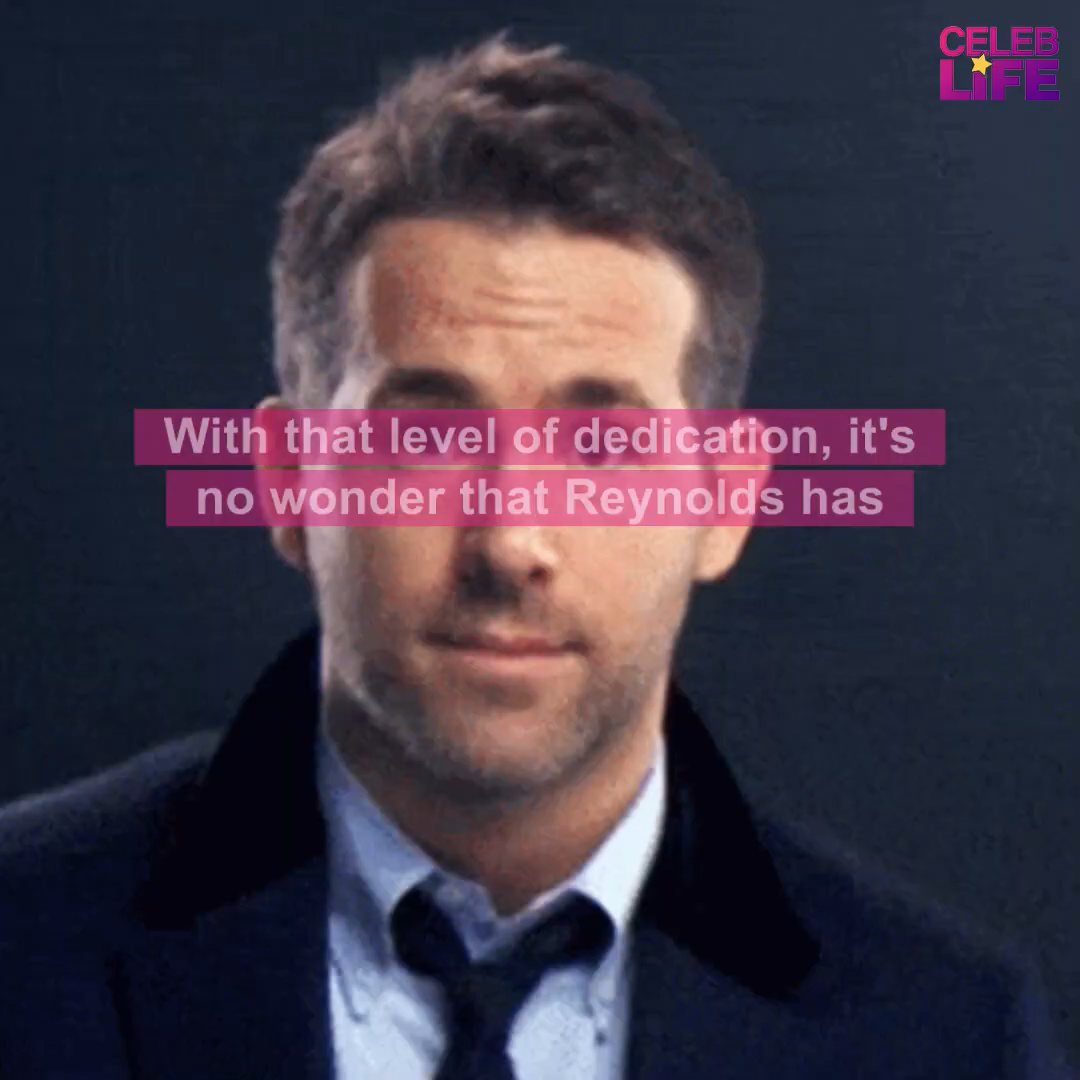 CELEB
LiFE
With that level of dedication, it's
no wonder that Reynolds has